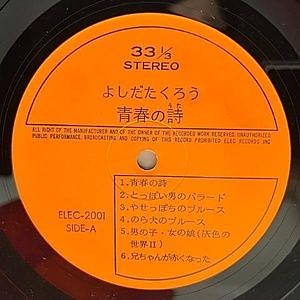 33 1/3
STEREO
よしだたくろう
青春の詩
うた
ALL RIGHT OF THE MANUFACTURER AND OF THE OWNER OF THE RECORDED WORK RESERVED. UNAUTHORIZED
PUBLIC PERFORMANCE, BROADCASTING AND COPYING OF THIS RECORD PROHIBITED ELEC RECORDS INC
ELEC-2001
SIDE-A
1.青春の詩
2.とっぽい男のバラード
3.やせっぽちのブルース
4.のら犬のブルース
5.男の子・女の娘(灰色の
世界Ⅱ)
6.兄ちゃんが赤くなった